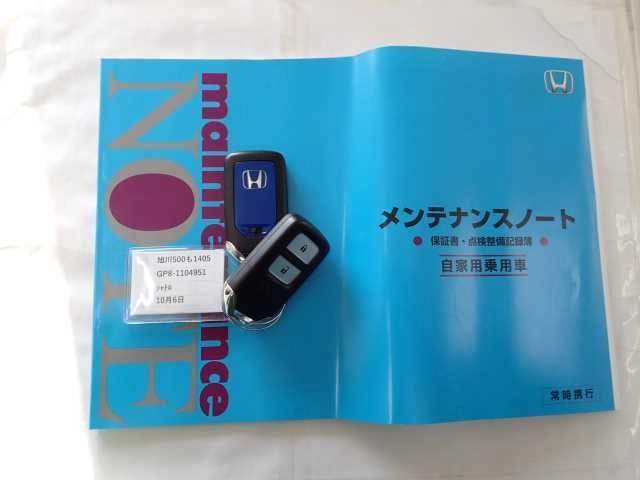 maintenance
NOTE
旭川500も1405
GP8-1104951
ｼｬﾄﾙ
10月6日
メンテナンスノート
● 保証書・点検整備記録簿 ●
自家用乗用車
常時携行